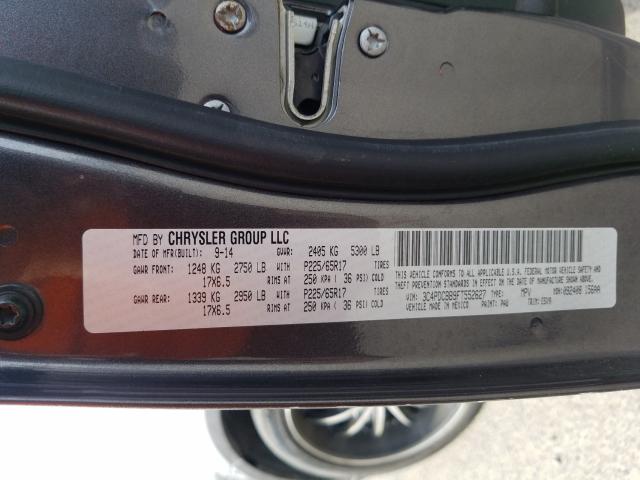 MFD BY CHRYSLER GROUP LLC
DATE OF MFR(BUILT): 9-14 GVWR: 2405 KG 5300 LB
GAWR FRONT: 1248 KG 2750 LB WITH P225/65R17 TIRES
17X6.5 RIMS AT 250 KPA ( 36 PSI) COLD
GAWR REAR: 1339 KG 2950 LB WITH P225/65R17 TIRES
17X6.5 RIMS AT 250 KPA ( 36 PSI) COLD
THIS VEHICLE CONFORMS TO ALL APPLICABLE U.S.A. FEDERAL MOTOR VEHICLE SAFETY AND
THEFT PREVENTION STANDARDS IN EFFECT ON THE DATE OF MANUFACTURE SHOWN ABOVE.
VIN: 3C4PDCBB9FT552627 TYPE: MPV MDH:
VEHICLE MADE IN MEXICO PAINT: PAU TRIM: